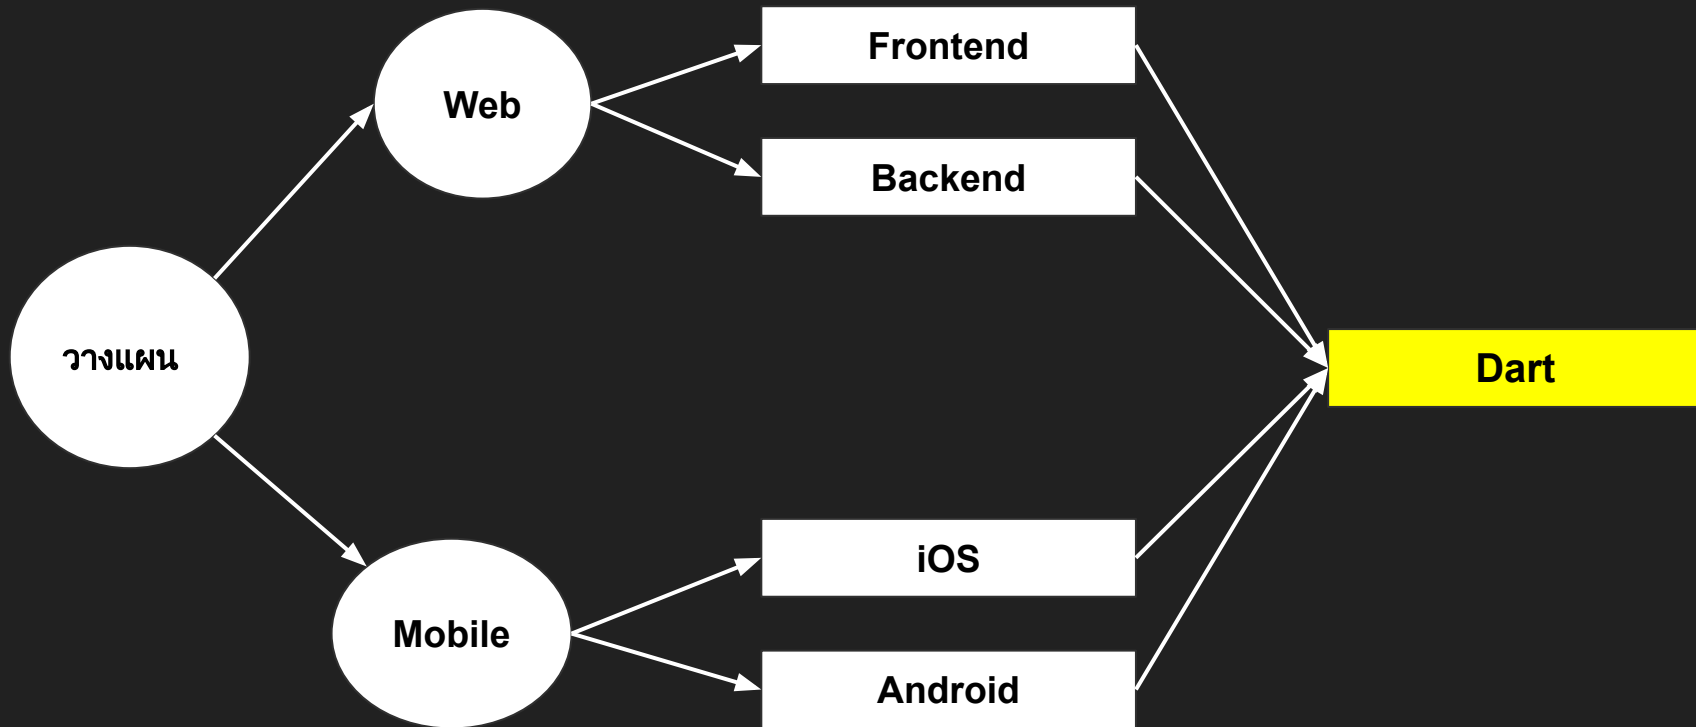 Frontend
Web
Backend
วางแผน
Dart
iOS
Mobile
Android